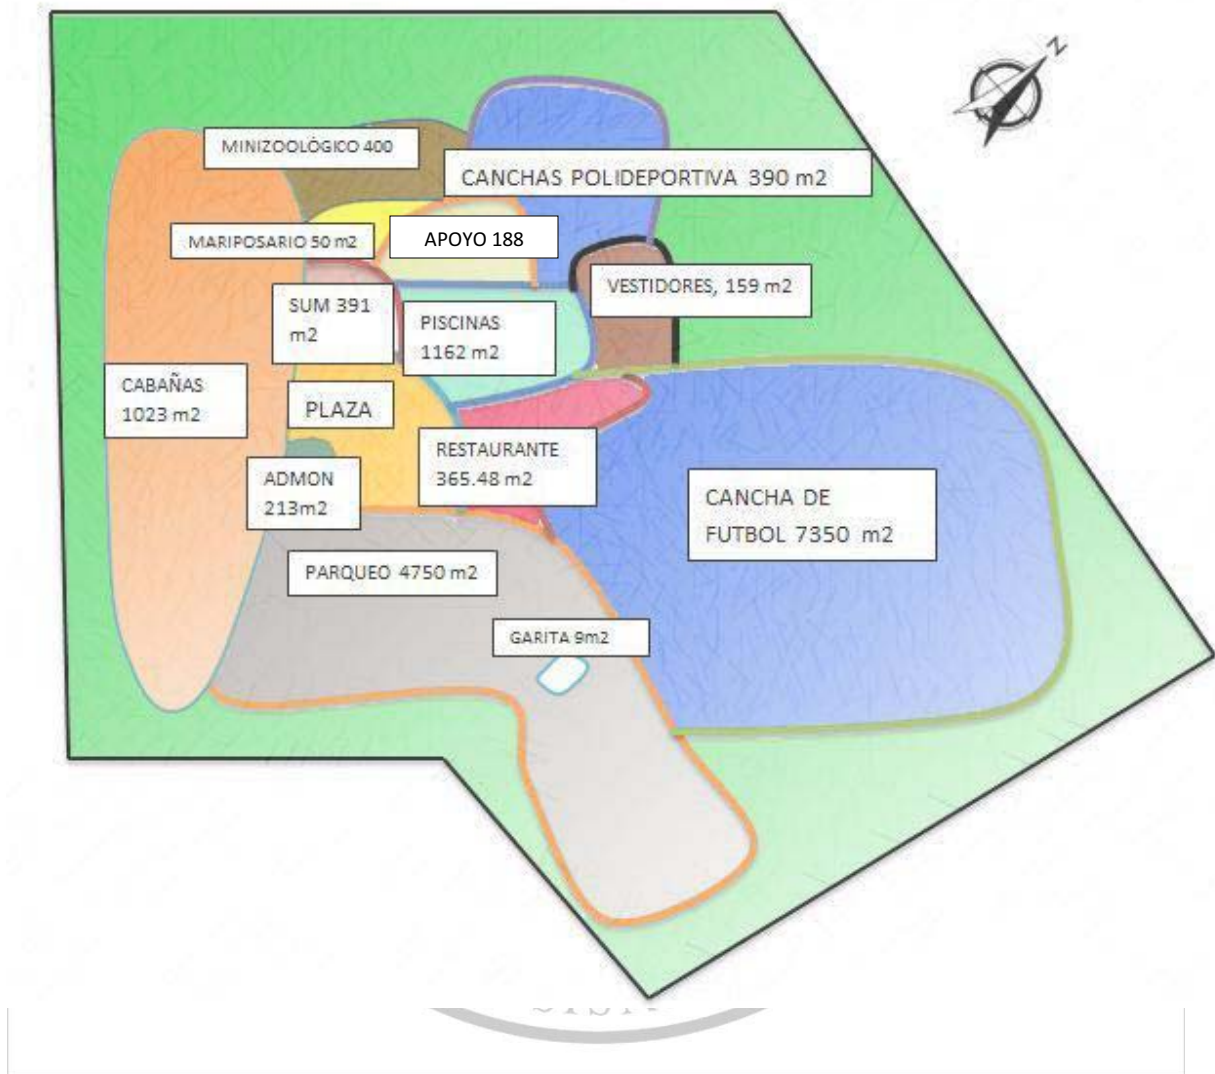 N
MINIZOOLÓGICO 400
CANCHAS POLIDEPORTIVA 390 m2
MARIPOSARIO 50 m2
APOYO 188
VESTIDORES, 159 m2
SUM 391
m2
PISCINAS
1162 m2
CABAÑAS
1023 m2
PLAZA
RESTAURANTE
365.48 m2
ADMON
213m2
CANCHA DE
FUTBOL 7350 m2
PARQUEO 4750 m2
GARITA 9m2